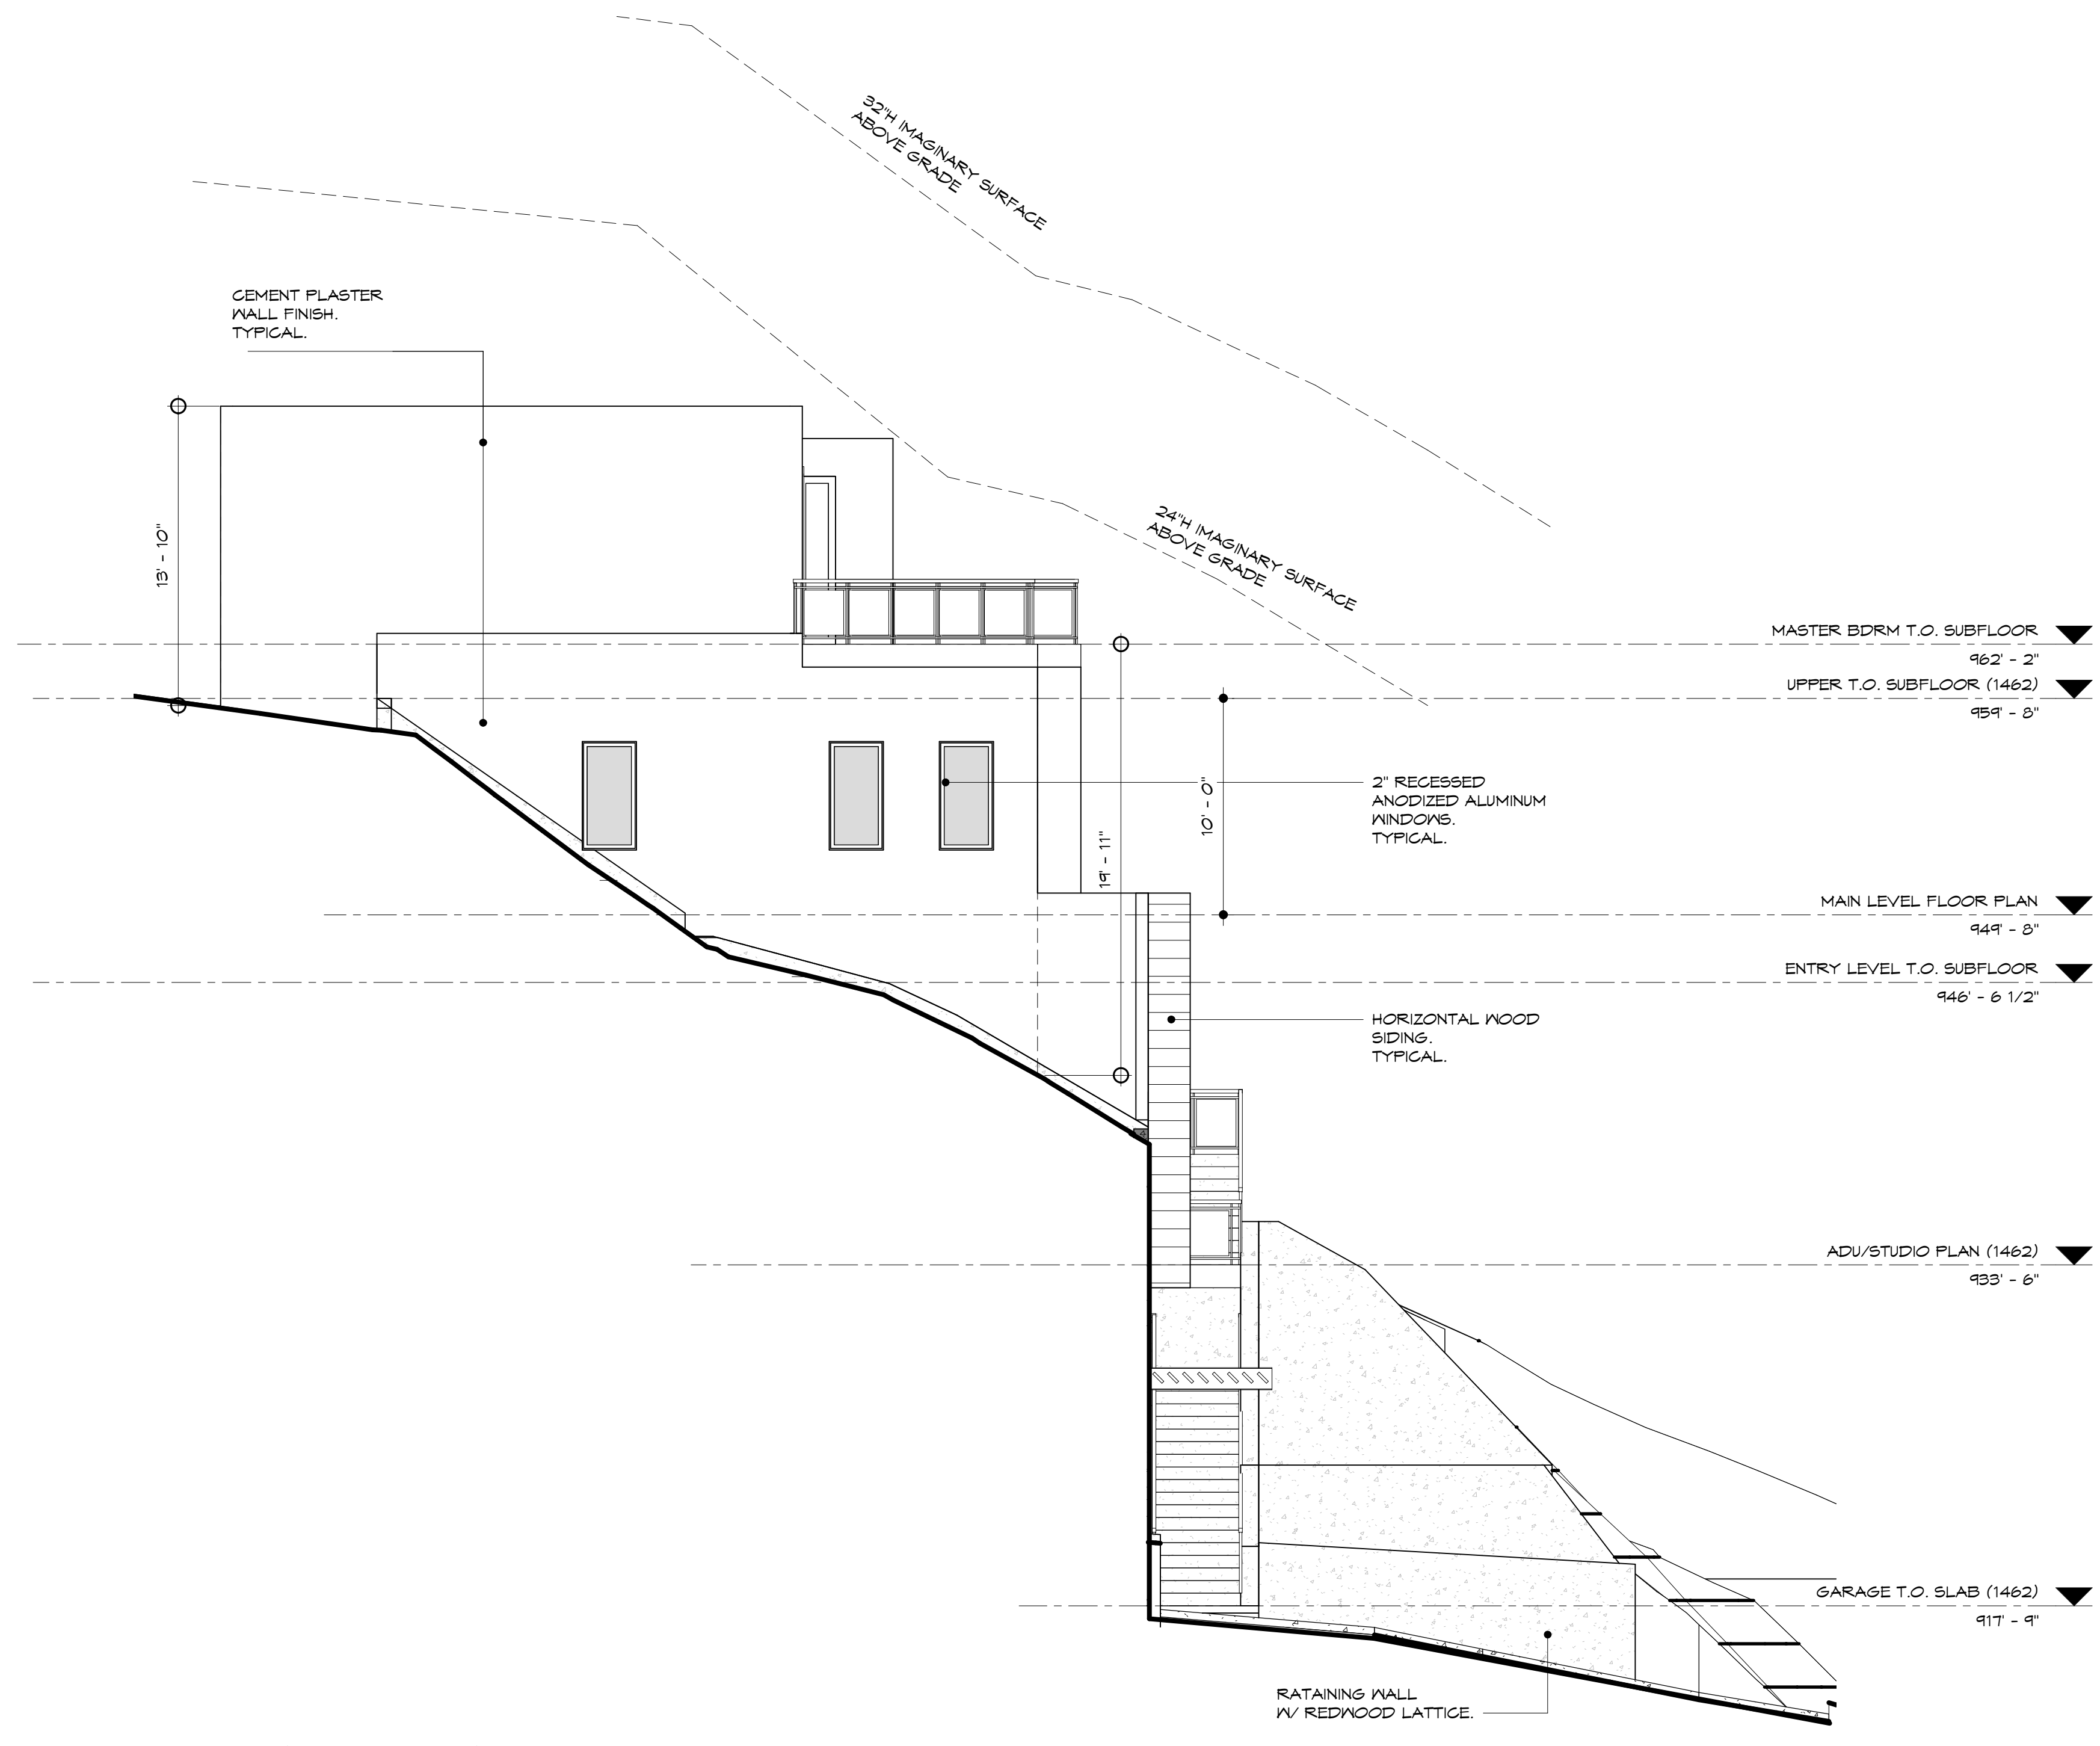 32"H IMAGINARY SURFACE
ABOVE GRADE
CEMENT PLASTER
WALL FINISH.
TYPICAL.
13' - 10"
24"H IMAGINARY SURFACE
ABOVE GRADE
MASTER BDRM T.O. SUBFLOOR
962' - 2"
UPPER T.O. SUBFLOOR (1462)
959' - 8"
2" RECESSED
ANODIZED ALUMINUM
WINDOWS.
TYPICAL.
10' - 0"
19' - 11"
MAIN LEVEL FLOOR PLAN
949' - 8"
ENTRY LEVEL T.O. SUBFLOOR
946' - 6 1/2"
HORIZONTAL WOOD
SIDING.
TYPICAL.
ADU/STUDIO PLAN (1462)
933' - 6"
GARAGE T.O. SLAB (1462)
917' - 9"
RATAINING WALL
W/ REDWOOD LATTICE.